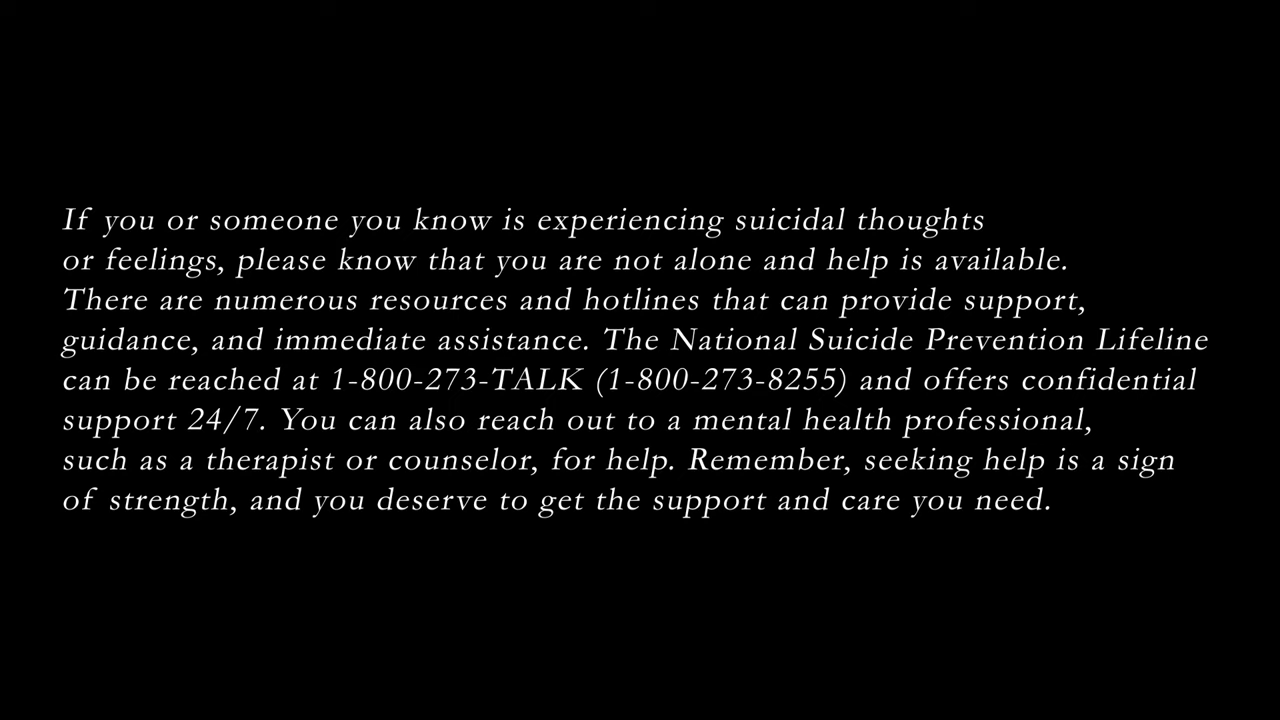 If you or someone you know is experiencing suicidal thoughts
or feelings, please know that you are not alone and help is available.
There are numerous resources and hotlines that can provide support,
guidance, and immediate assistance. The National Suicide Prevention Lifeline
can be reached at 1-800-273-TALK (1-800-273-8255) and offers confidential
support 24/7. You can also reach out to a mental health professional,
such as a therapist or counselor, for help. Remember, seeking help is a sign
of strength, and you deserve to get the support and care you need.